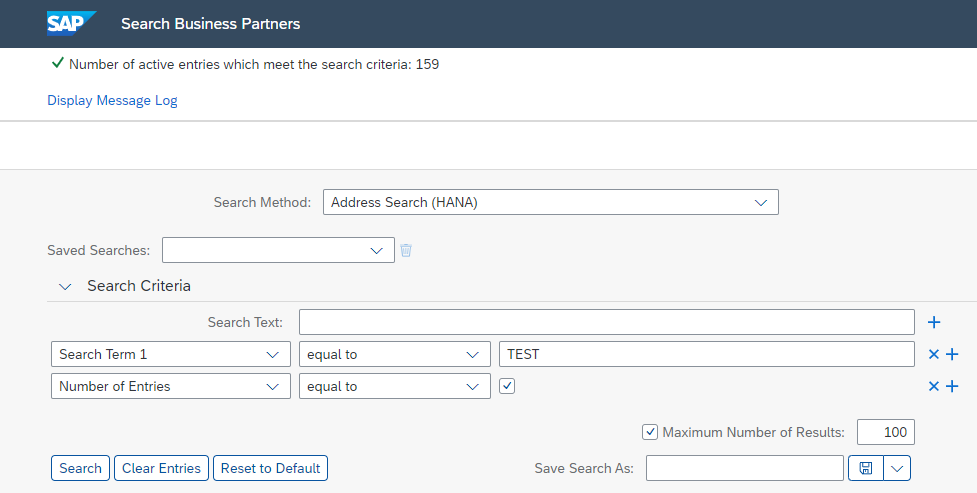 SAP Search Business Partners
Number of active entries which meet the search criteria: 159
Display Message Log
Search Method: Address Search (HANA)
Saved Searches:
Search Criteria
Search Text:
Search Term 1 equal to TEST
Number of Entries equal to
Maximum Number of Results: 100
Search Clear Entries Reset to Default Save Search As: